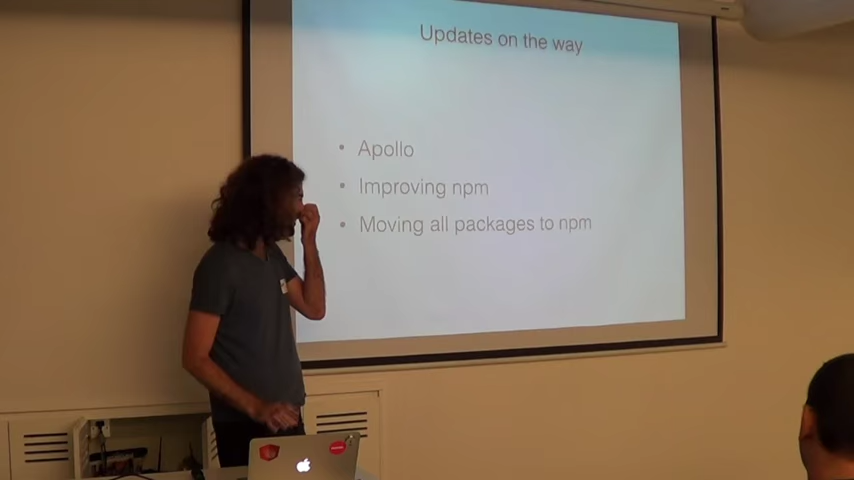 Updates on the way
• Apollo
• Improving npm
• Moving all packages to npm